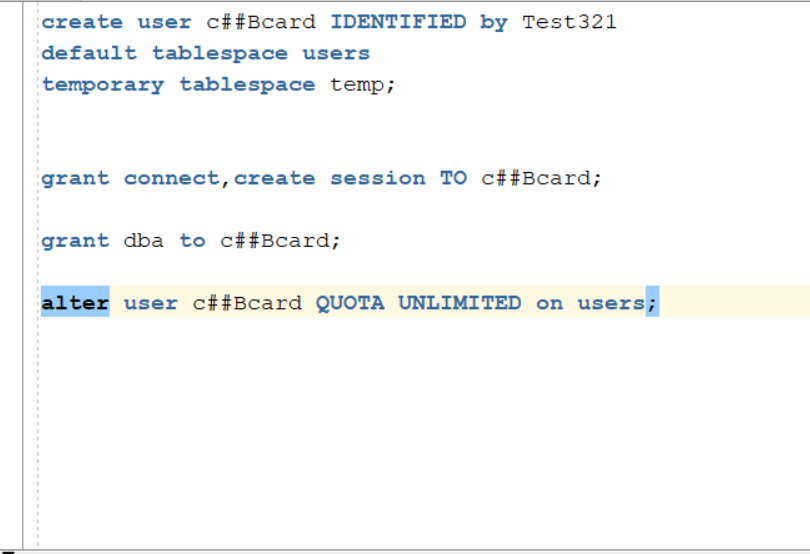 create user c##Bcard IDENTIFIED by Test321
default tablespace users
temporary tablespace temp;
grant connect,create session TO c##Bcard;
grant dba to c##Bcard;
alter user c##Bcard QUOTA UNLIMITED on users;